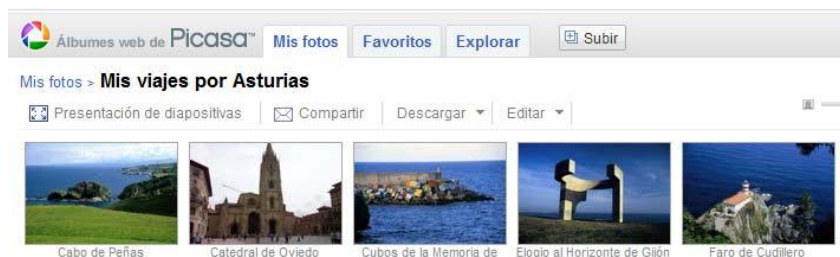 Álbumes web de Picasa™ Mis fotos Favoritos Explorar Subir
Mis fotos > Mis viajes por Asturias
Presentación de diapositivas Compartir Descargar Editar
Cabo de Peñas Catedral de Oviedo Cubos de la Memoria de Elogio al Horizonte de Gijón Faro de Cudillero